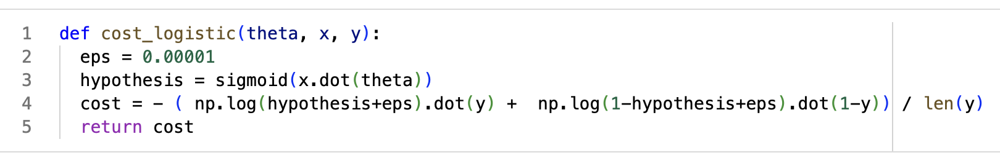 1 def cost_logistic(theta, x, y):
2   eps = 0.00001
3   hypothesis = sigmoid(x.dot(theta))
4   cost = - ( np.log(hypothesis+eps).dot(y) +  np.log(1-hypothesis+eps).dot(1-y)) / len(y)
5   return cost